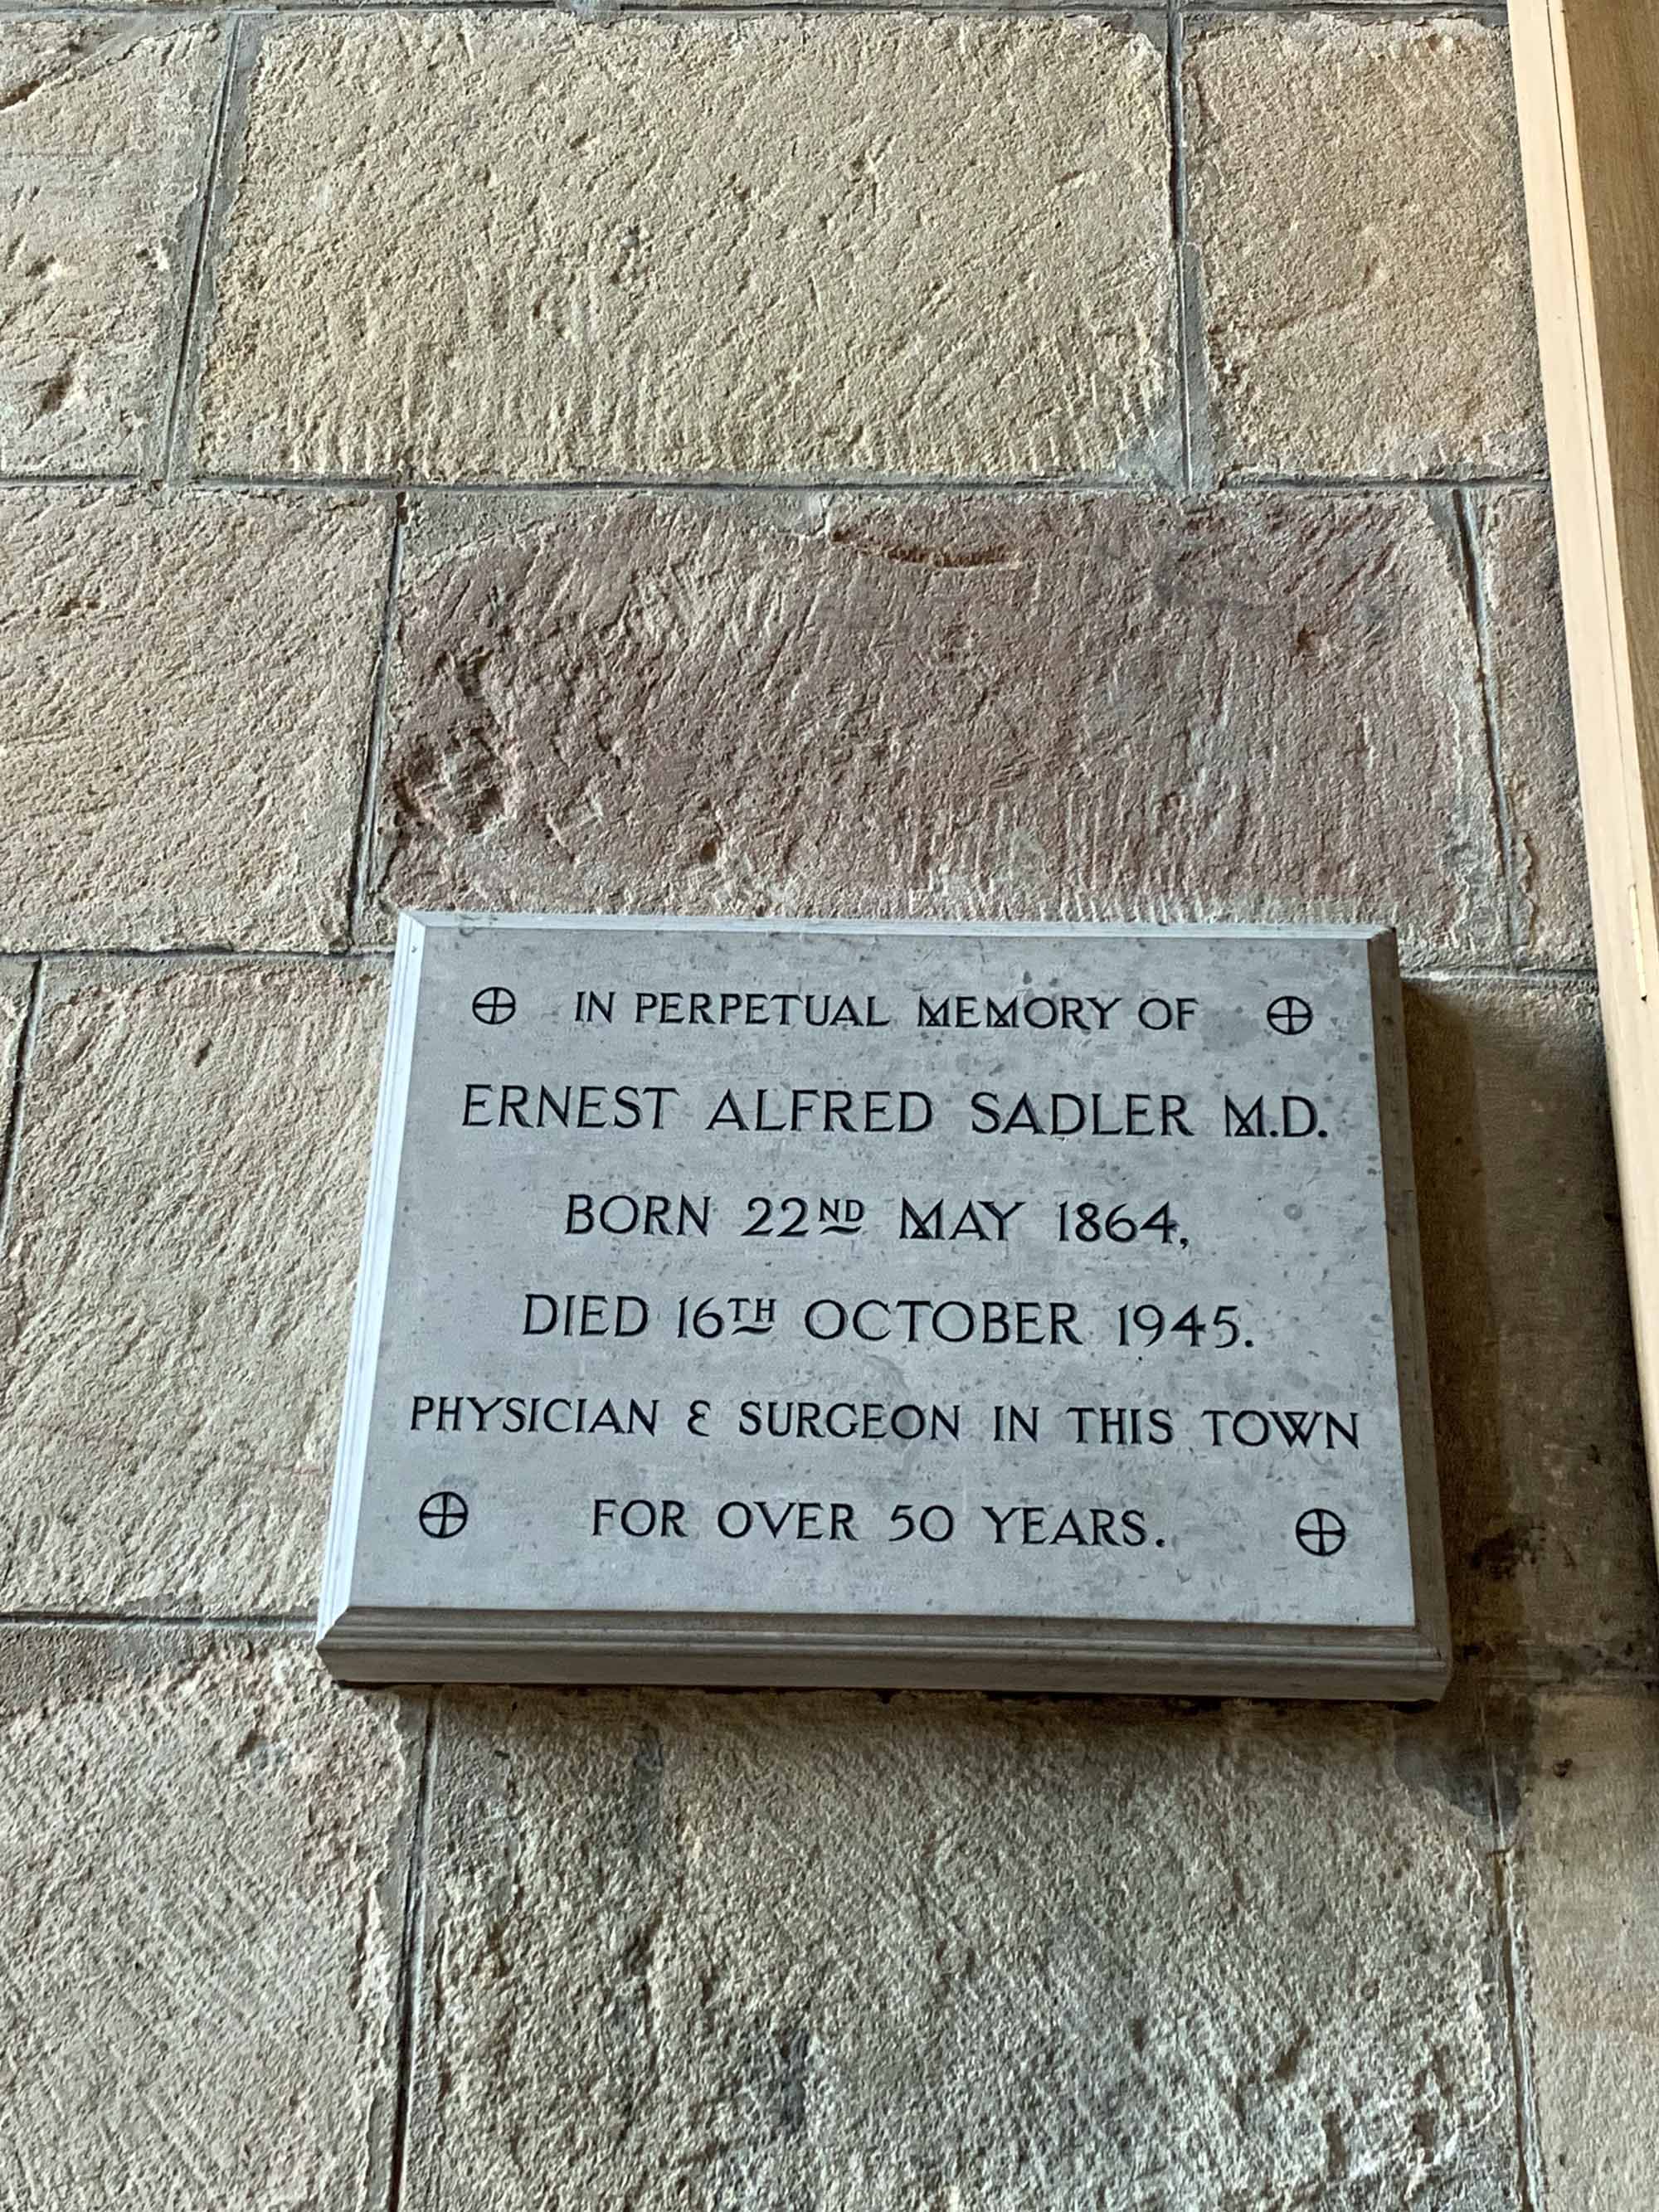 IN PERPETUAL MEMORY OF
ERNEST ALFRED SADLER M.D.
BORN 22ND MAY 1864,
DIED 16TH OCTOBER 1945.
PHYSICIAN & SURGEON IN THIS TOWN
FOR OVER 50 YEARS.